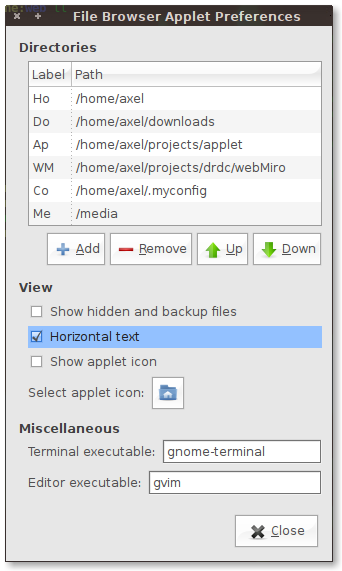 File Browser Applet Preferences
Directories
Label Path
Ho /home/axel
Do /home/axel/downloads
Ap /home/axel/projects/applet
WM /home/axel/projects/drdc/webMiro
Co /home/axel/.myconfig
Me /media
Add Remove Up Down
View
Show hidden and backup files
Horizontal text
Show applet icon
Select applet icon:
Miscellaneous
Terminal executable: gnome-terminal
Editor executable: gvim
Close